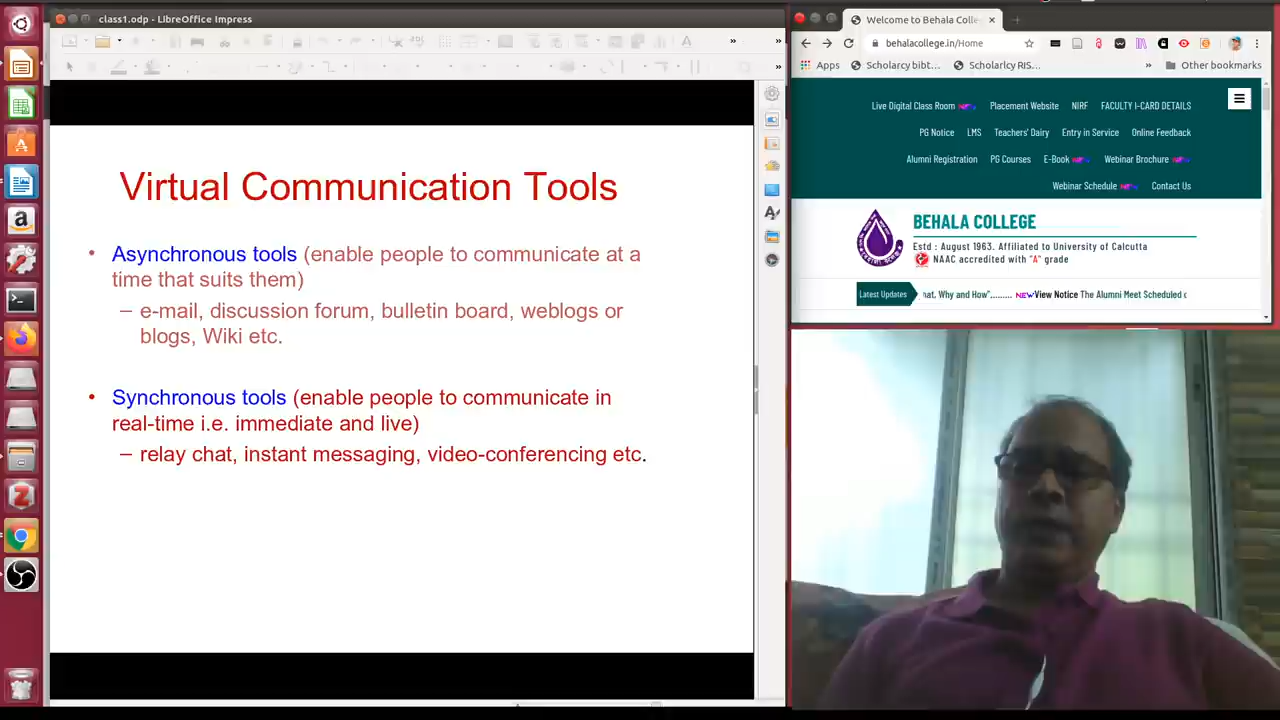 class1.odp - LibreOffice Impress
Virtual Communication Tools
• Asynchronous tools (enable people to communicate at a
time that suits them)
– e-mail, discussion forum, bulletin board, weblogs or
blogs, Wiki etc.
• Synchronous tools (enable people to communicate in
real-time i.e. immediate and live)
– relay chat, instant messaging, video-conferencing etc.
Welcome to Behala Colle
behalacollege.in/Home
Apps Scholarcy bibt... Scholarlcy RIS... » Other bookmarks
Live Digital Class Room Placement Website NIRF FACULTY I-CARD DETAILS
PG Notice LMS Teachers' Dairy Entry in Service Online Feedback
Alumni Registration PG Courses E-Book Webinar Brochure
Webinar Schedule Contact Us
BEHALA COLLEGE
Estd : August 1963. Affiliated to University of Calcutta
NAAC accredited with "A" grade
Latest Updates hat, Why and How"......... NEW View Notice The Alumni Meet Scheduled